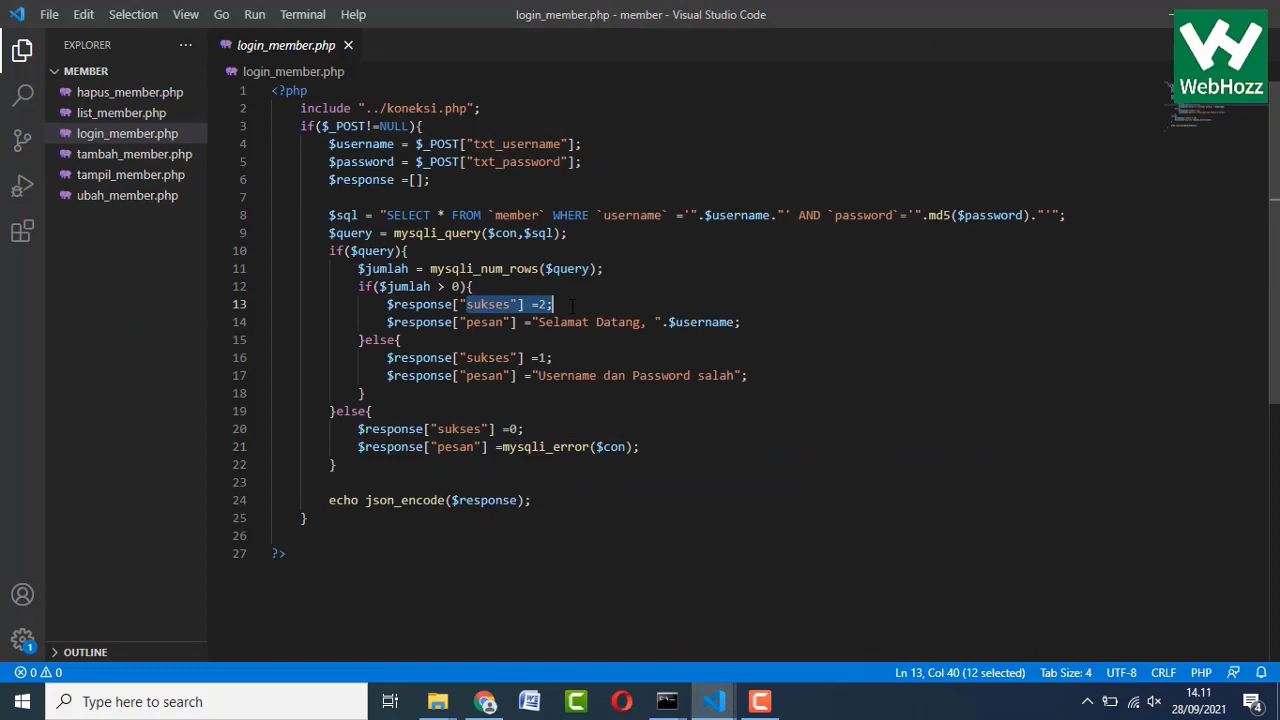 File Edit Selection View Go Run Terminal Help
login_member.php - member - Visual Studio Code
WebHozz
EXPLORER
MEMBER
hapus_member.php
list_member.php
login_member.php
tambah_member.php
tampil_member.php
ubah_member.php
OUTLINE
login_member.php
login_member.php
1 <?php
2 include "../koneksi.php";
3 if($_POST!=NULL){
4 $username = $_POST["txt_username"];
5 $password = $_POST["txt_password"];
6 $response =[];
7
8 $sql = "SELECT * FROM `member` WHERE `username` ='".$username."' AND `password`='".md5($password)."'";
9 $query = mysqli_query($con,$sql);
10 if($query){
11 $jumlah = mysqli_num_rows($query);
12 if($jumlah > 0){
13 $response["sukses"] =2;
14 $response["pesan"] ="Selamat Datang, ".$username;
15 }else{
16 $response["sukses"] =1;
17 $response["pesan"] ="Username dan Password salah";
18 }
19 }else{
20 $response["sukses"] =0;
21 $response["pesan"] =mysqli_error($con);
22 }
23
24 echo json_encode($response);
25 }
26
27 ?>
1
0 0 Ln 13, Col 40 (12 selected) Tab Size: 4 UTF-8 CRLF PHP
Type here to search
14.11
28/09/2021
4